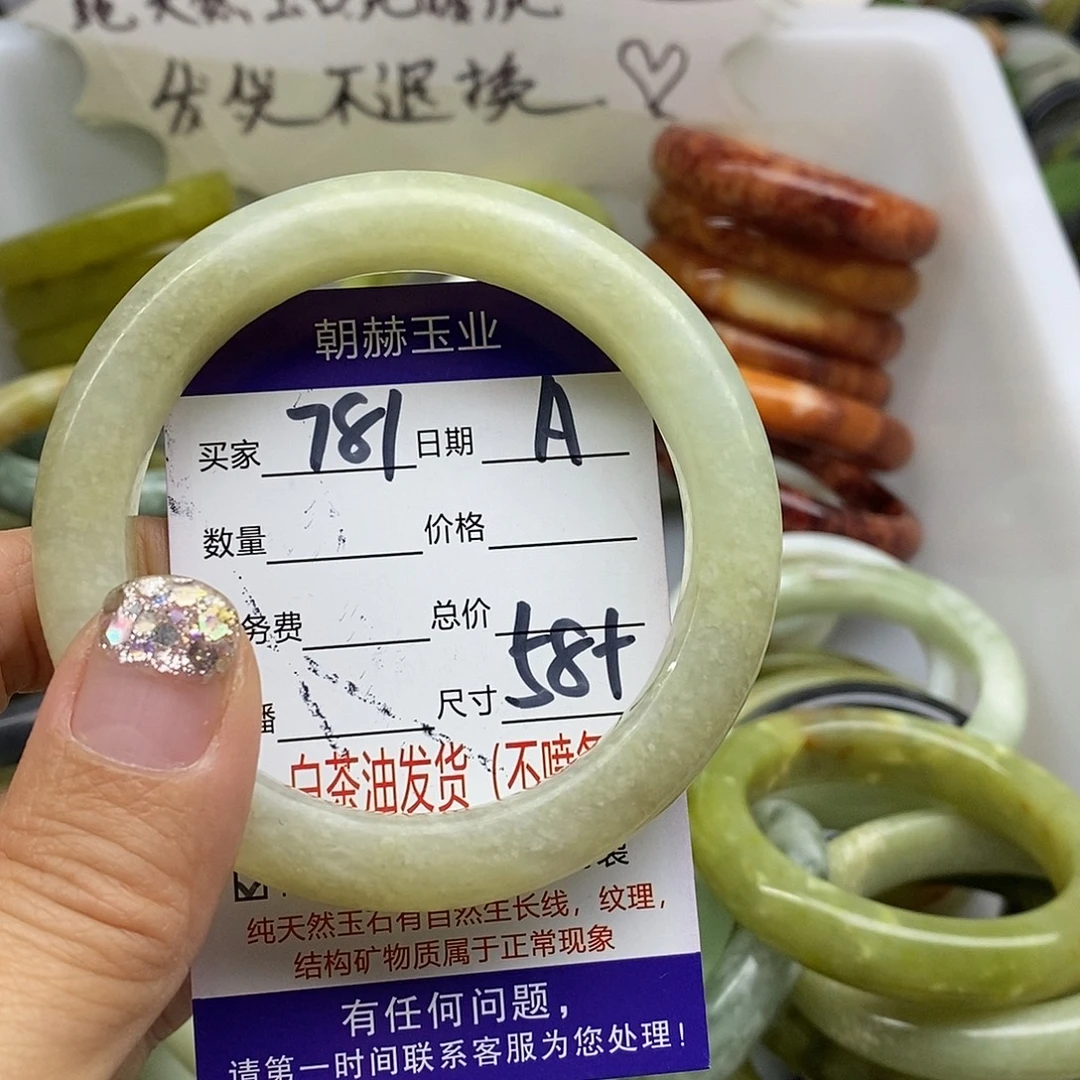 发货不退换
朝赫玉业
买家 781 日期 A
数量 价格
务费 总价
播 尺寸 58+
白茶油发货(不喷
装
纯天然玉石有自然生长线,纹理,
结构矿物质属于正常现象
有任何问题,
请第一时间联系客服为您处理!